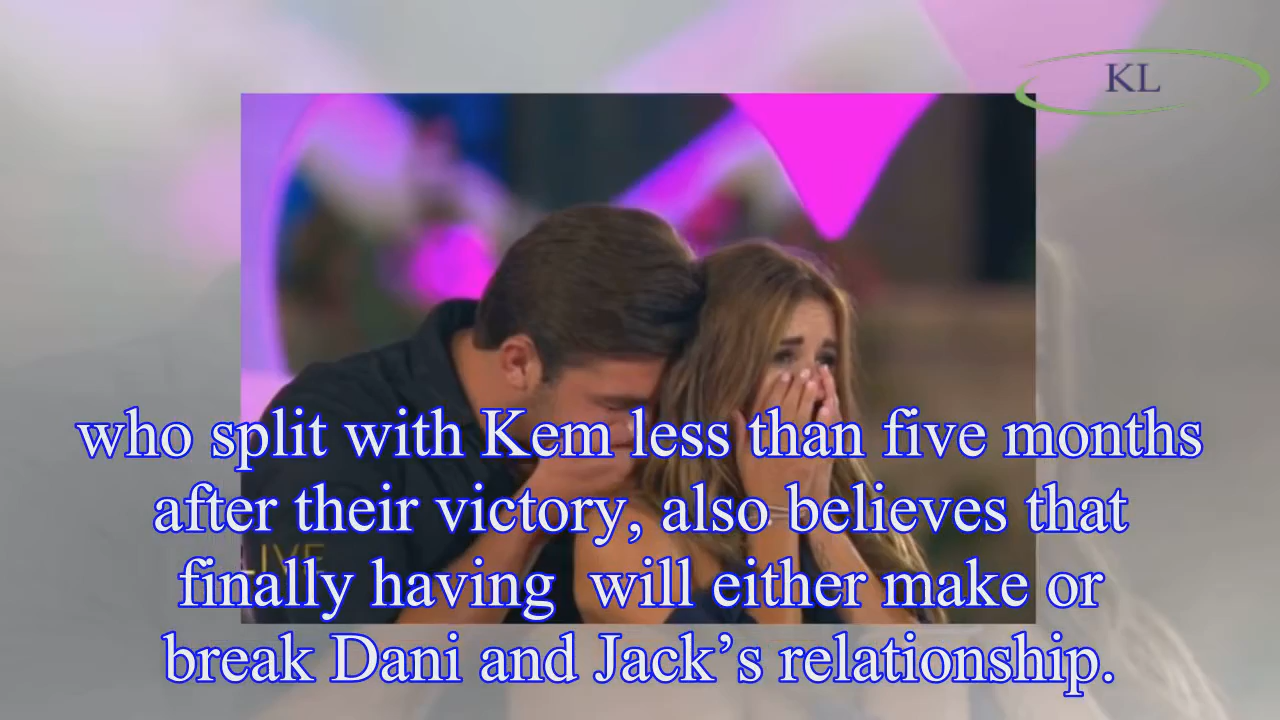 KL
who split with Kem less than five months
after their victory, also believes that
LIVE
finally having  will either make or
break Dani and Jack’s relationship.